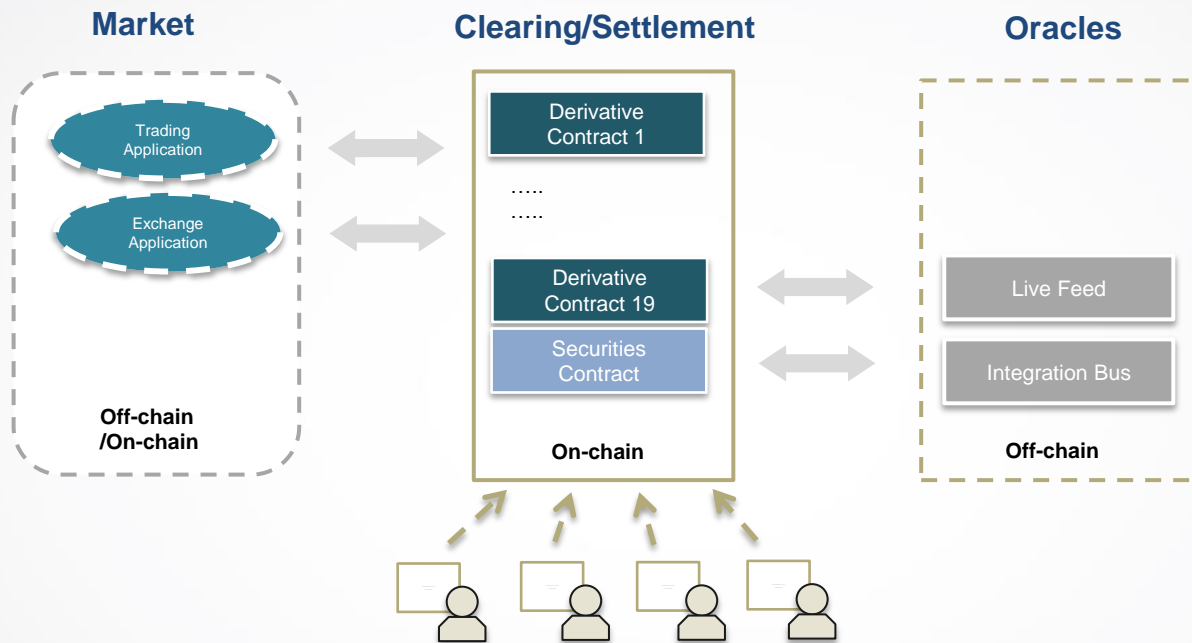 Market
Clearing/Settlement
Oracles
Trading
Application
Exchange
Application
Off-chain
/On-chain
Derivative
Contract 1
…..
…..
Derivative
Contract 19
Securities
Contract
On-chain
Live Feed
Integration Bus
Off-chain